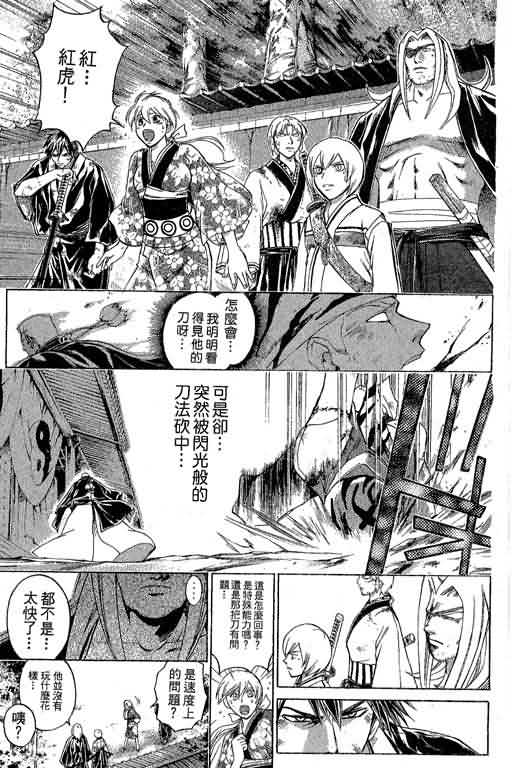 紅…
紅虎！
怎麼會…
我明明看
得見他的
刀呀…
可是卻…
突然被閃光般的
刀法砍中…
這是怎麼回事？
是特殊能力嗎？
還是那把刀有問
題…
是速度上
的問題？
…
都不是…
太快了…
他並沒有
玩什麼花
樣…
咦？